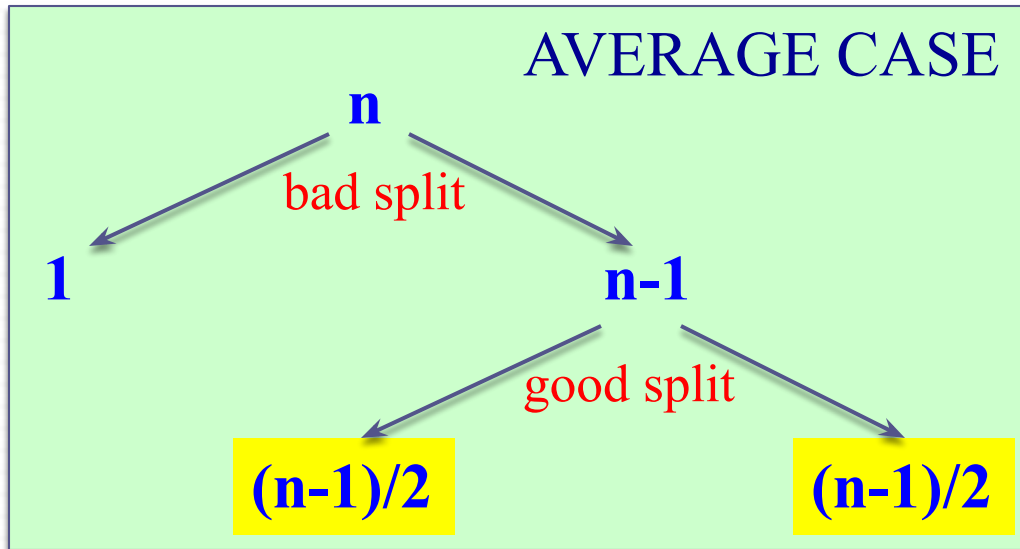 AVERAGE CASE
n
bad split
1
n-1
good split
(n-1)/2
(n-1)/2